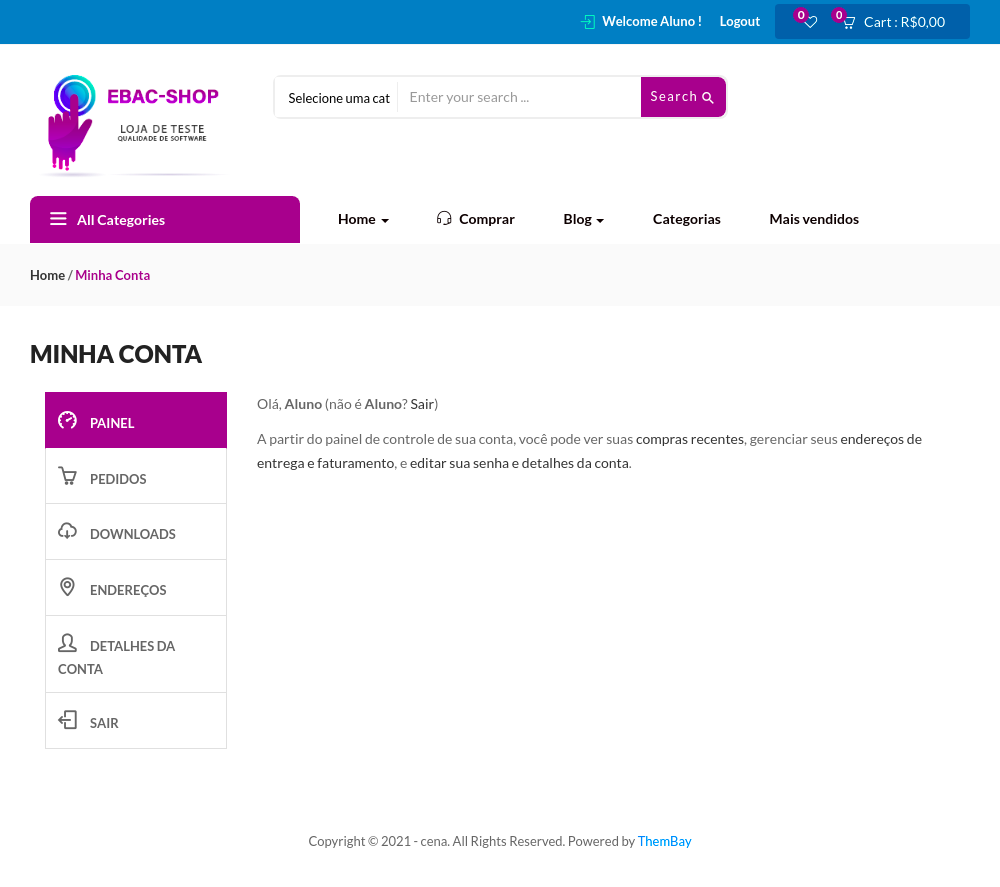 Welcome Aluno ! Logout 0 0 Cart : R$0,00
EBAC-SHOP
LOJA DE TESTE
QUALIDADE DE SOFTWARE
Selecione uma cat Enter your search ... Search
All Categories Home Comprar Blog Categorias Mais vendidos
Home / Minha Conta
MINHA CONTA
PAINEL
PEDIDOS
DOWNLOADS
ENDEREÇOS
DETALHES DA
CONTA
SAIR
Olá, Aluno (não é Aluno? Sair)
A partir do painel de controle de sua conta, você pode ver suas compras recentes, gerenciar seus endereços de
entrega e faturamento, e editar sua senha e detalhes da conta.
Copyright © 2021 - cena. All Rights Reserved. Powered by ThemBay